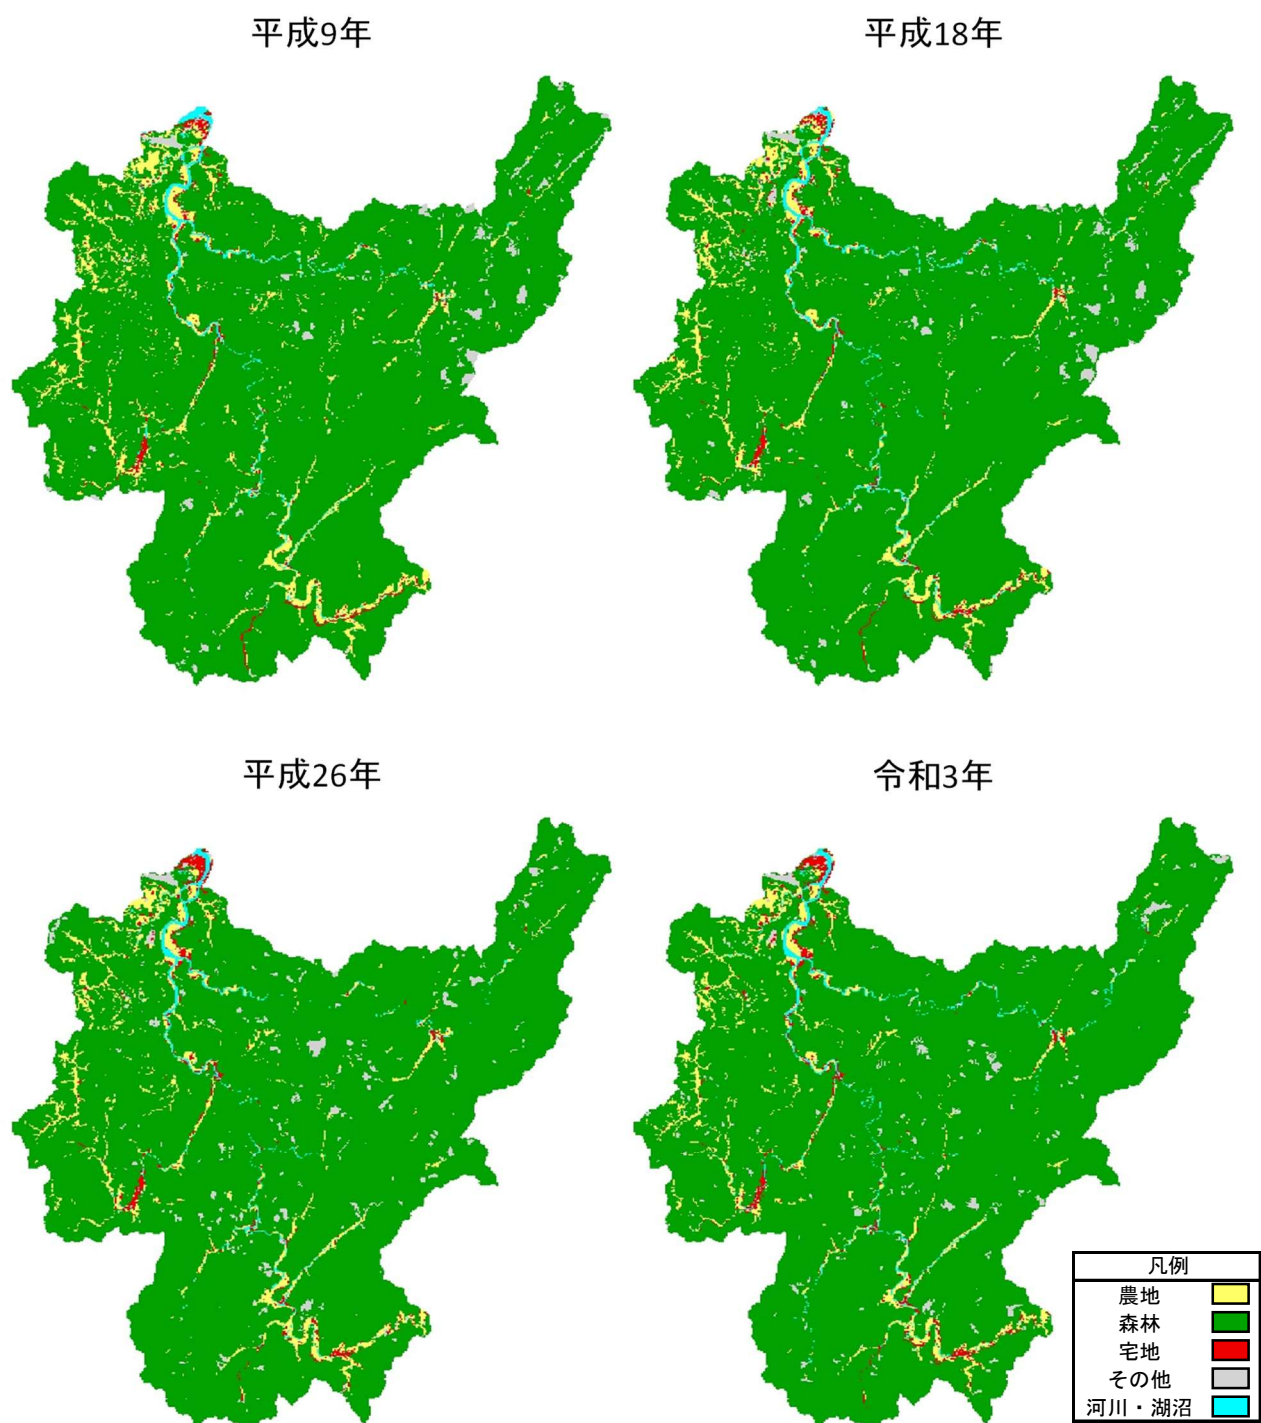 平成9年
平成18年
平成26年
令和3年
凡例
農地
森林
宅地
その他
河川・湖沼